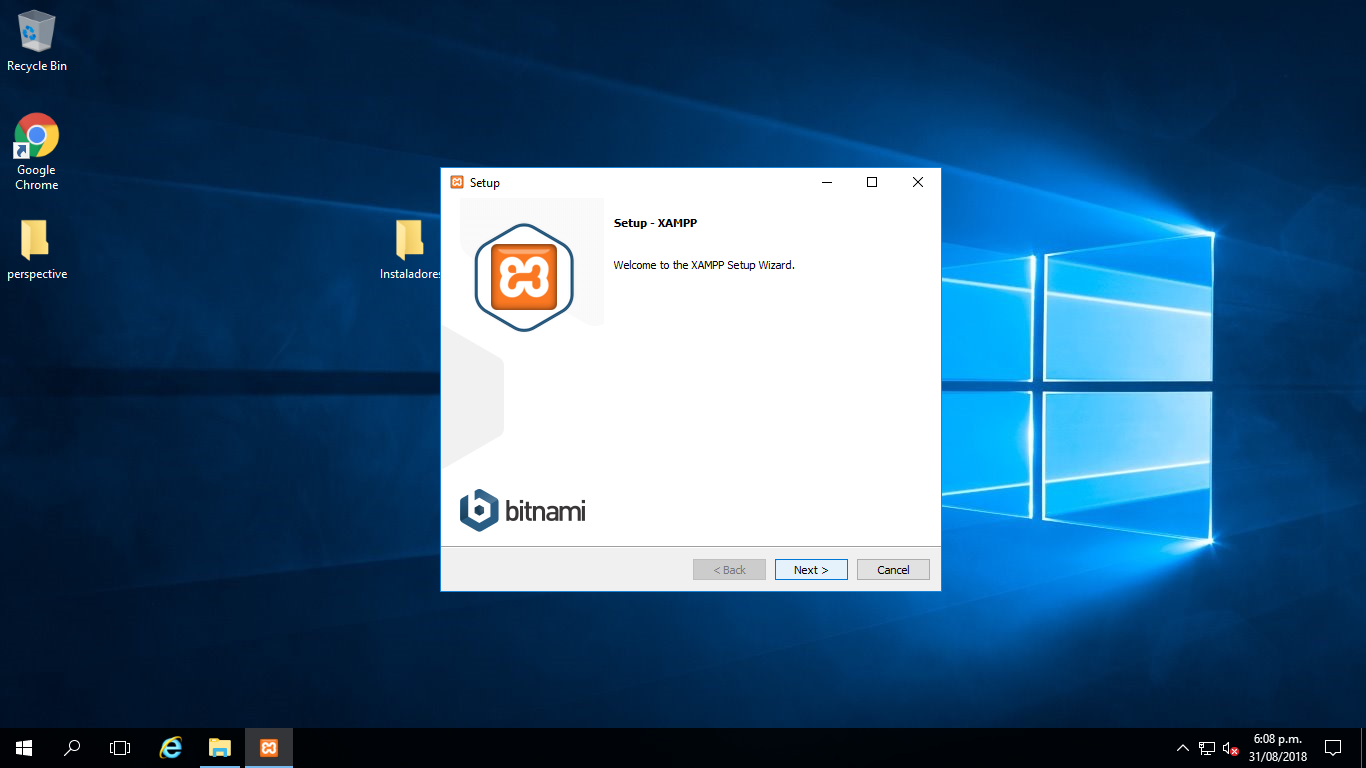 Recycle Bin
Google
Chrome
perspective
Instaladores
Setup
Setup - XAMPP
Welcome to the XAMPP Setup Wizard.
bitnami
< Back
Next >
Cancel
6:08 p.m.
31/08/2018